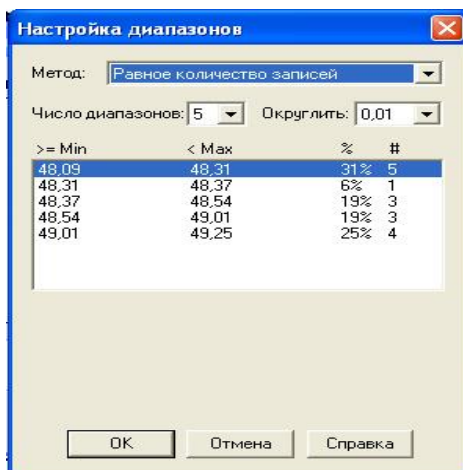 Настройка диапазонов
Метод: Равное количество записей
Число диапазонов: 5 Округлить: 0,01
>= Min < Max % #
48,09 48,31 31% 5
48,31 48,37 6% 1
48,37 48,54 19% 3
48,54 49,01 19% 3
49,01 49,25 25% 4
OK Отмена Справка